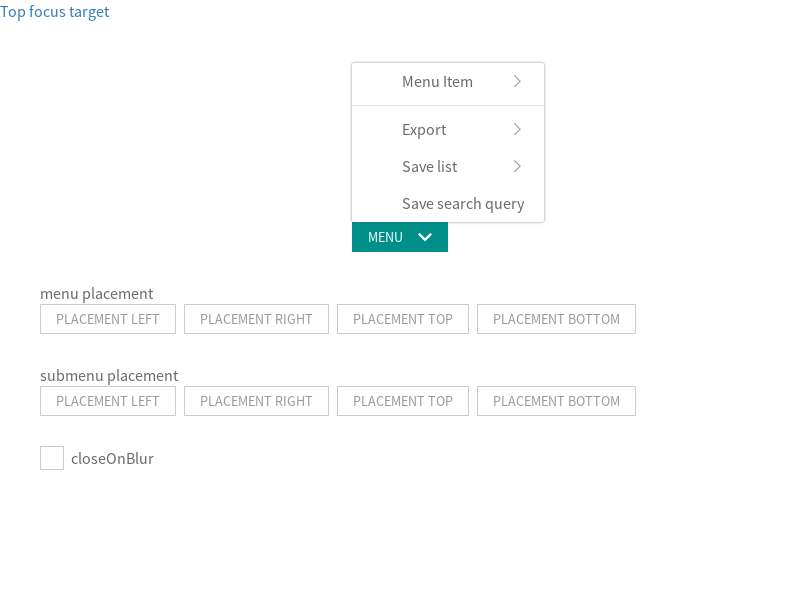 Top focus target
Menu Item
Export
Save list
Save search query
MENU
menu placement
PLACEMENT LEFT PLACEMENT RIGHT PLACEMENT TOP PLACEMENT BOTTOM
submenu placement
PLACEMENT LEFT PLACEMENT RIGHT PLACEMENT TOP PLACEMENT BOTTOM
closeOnBlur